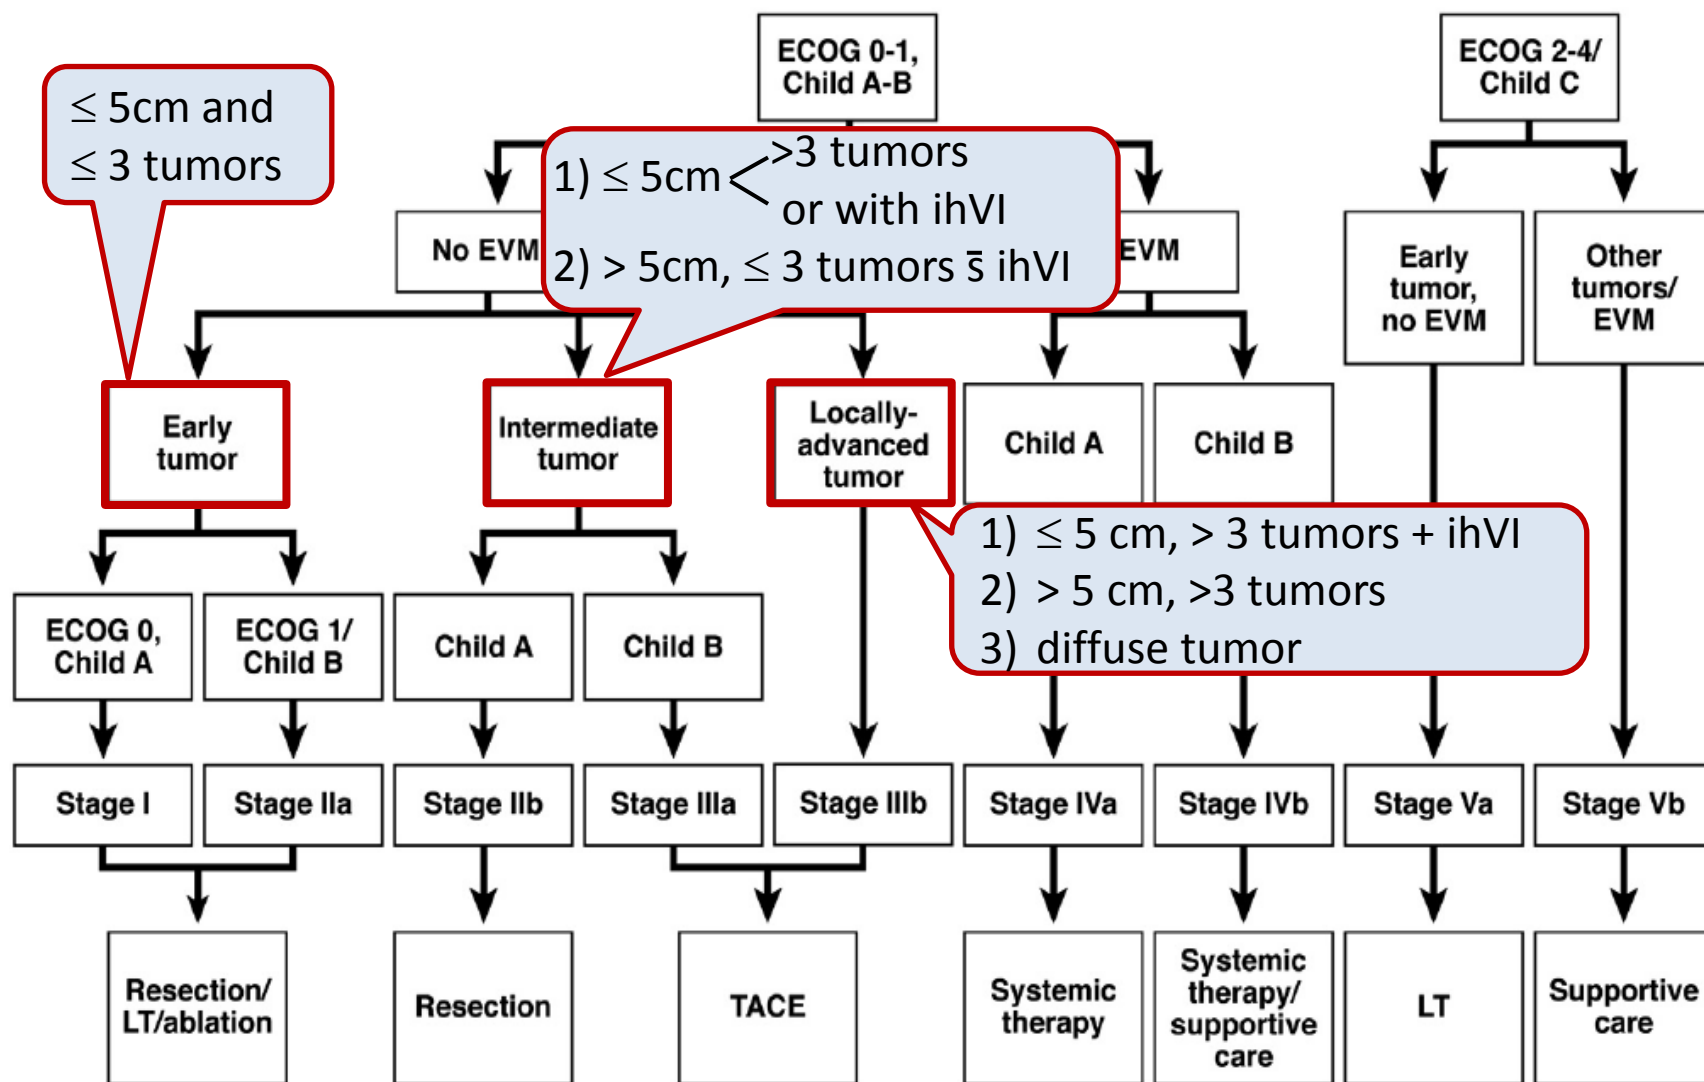 ECOG 0-1,
Child A-B
ECOG 2-4/
Child C
≤ 5cm and
≤ 3 tumors
1) ≤ 5cm >3 tumors
or with ihVI
2) > 5cm, ≤ 3 tumors s̄ ihVI
No EVM
EVM
Early
tumor,
no EVM
Other
tumors/
EVM
Early
tumor
Intermediate
tumor
Locally-
advanced
tumor
Child A
Child B
1) ≤ 5 cm, > 3 tumors + ihVI
2) > 5 cm, >3 tumors
3) diffuse tumor
ECOG 0,
Child A
ECOG 1/
Child B
Child A
Child B
Stage I
Stage IIa
Stage IIb
Stage IIIa
Stage IIIb
Stage IVa
Stage IVb
Stage Va
Stage Vb
Resection/
LT/ablation
Resection
TACE
Systemic
therapy
Systemic
therapy/
supportive
care
LT
Supportive
care